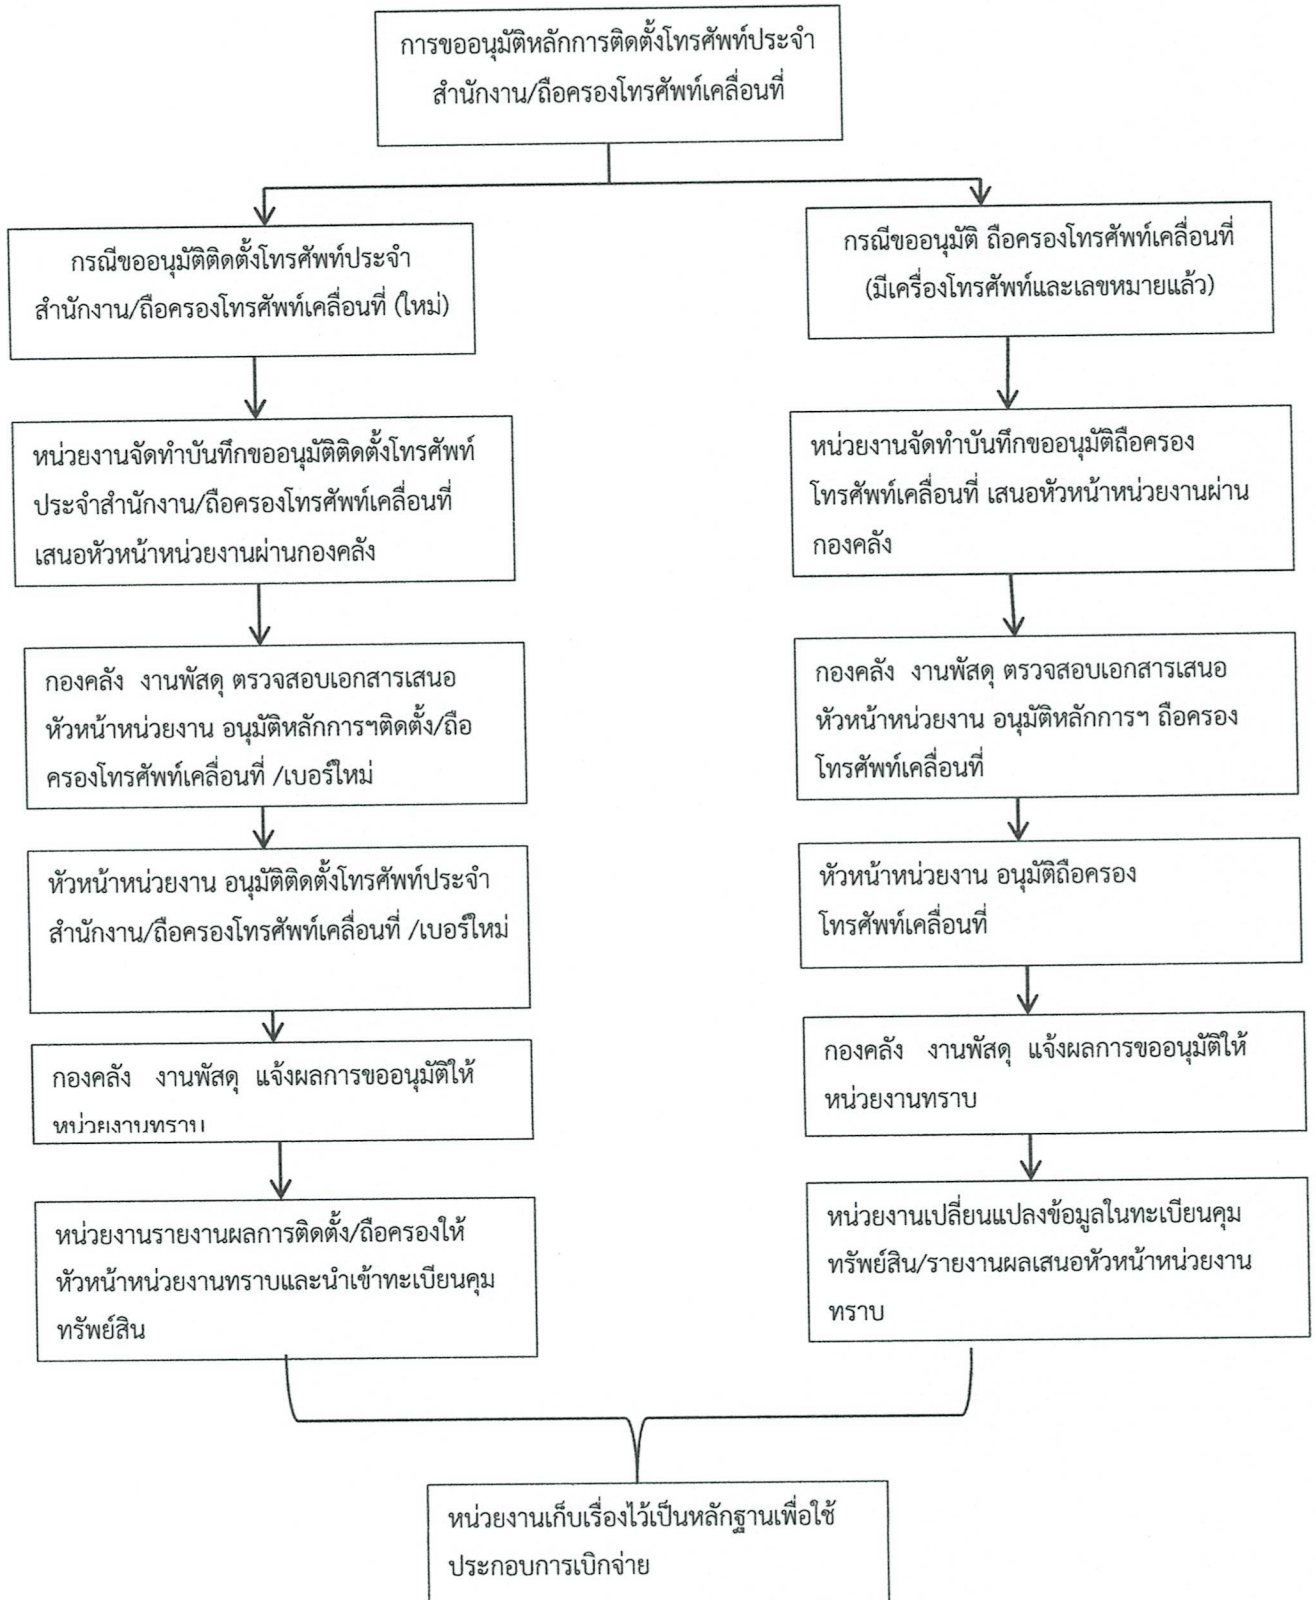 การขออนุมัติหลักการติดตั้งโทรศัพท์ประจำ
สำนักงาน/ถือครองโทรศัพท์เคลื่อนที่
กรณีขออนุมัติติดตั้งโทรศัพท์ประจำ
สำนักงาน/ถือครองโทรศัพท์เคลื่อนที่ (ใหม่)
หน่วยงานจัดทำบันทึกขออนุมัติติดตั้งโทรศัพท์
ประจำสำนักงาน/ถือครองโทรศัพท์เคลื่อนที่
เสนอหัวหน้าหน่วยงานผ่านกองคลัง
กองคลัง งานพัสดุ ตรวจสอบเอกสารเสนอ
หัวหน้าหน่วยงาน อนุมัติหลักการฯติดตั้ง/ถือ
ครองโทรศัพท์เคลื่อนที่ /เบอร์ใหม่
หัวหน้าหน่วยงาน อนุมัติติดตั้งโทรศัพท์ประจำ
สำนักงาน/ถือครองโทรศัพท์เคลื่อนที่ /เบอร์ใหม่
กองคลัง งานพัสดุ แจ้งผลการขออนุมัติให้
หน่วยงานทราบ
หน่วยงานรายงานผลการติดตั้ง/ถือครองให้
หัวหน้าหน่วยงานทราบและนำเข้าทะเบียนคุม
ทรัพย์สิน
กรณีขออนุมัติ ถือครองโทรศัพท์เคลื่อนที่
(มีเครื่องโทรศัพท์และเลขหมายแล้ว)
หน่วยงานจัดทำบันทึกขออนุมัติถือครอง
โทรศัพท์เคลื่อนที่ เสนอหัวหน้าหน่วยงานผ่าน
กองคลัง
กองคลัง งานพัสดุ ตรวจสอบเอกสารเสนอ
หัวหน้าหน่วยงาน อนุมัติหลักการฯ ถือครอง
โทรศัพท์เคลื่อนที่
หัวหน้าหน่วยงาน อนุมัติถือครอง
โทรศัพท์เคลื่อนที่
กองคลัง งานพัสดุ แจ้งผลการขออนุมัติให้
หน่วยงานทราบ
หน่วยงานเปลี่ยนแปลงข้อมูลในทะเบียนคุม
ทรัพย์สิน/รายงานผลเสนอหัวหน้าหน่วยงาน
ทราบ
หน่วยงานเก็บเรื่องไว้เป็นหลักฐานเพื่อใช้
ประกอบการเบิกจ่าย